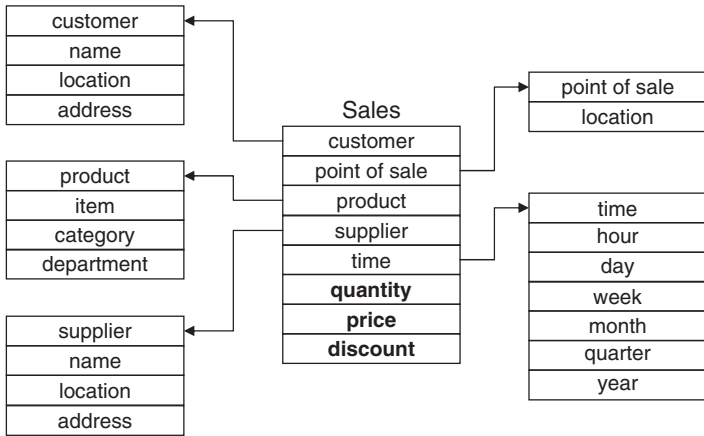 customer
name
location
address
product
item
category
department
supplier
name
location
address
Sales
customer
point of sale
product
supplier
time
quantity
price
discount
point of sale
location
time
hour
day
week
month
quarter
year